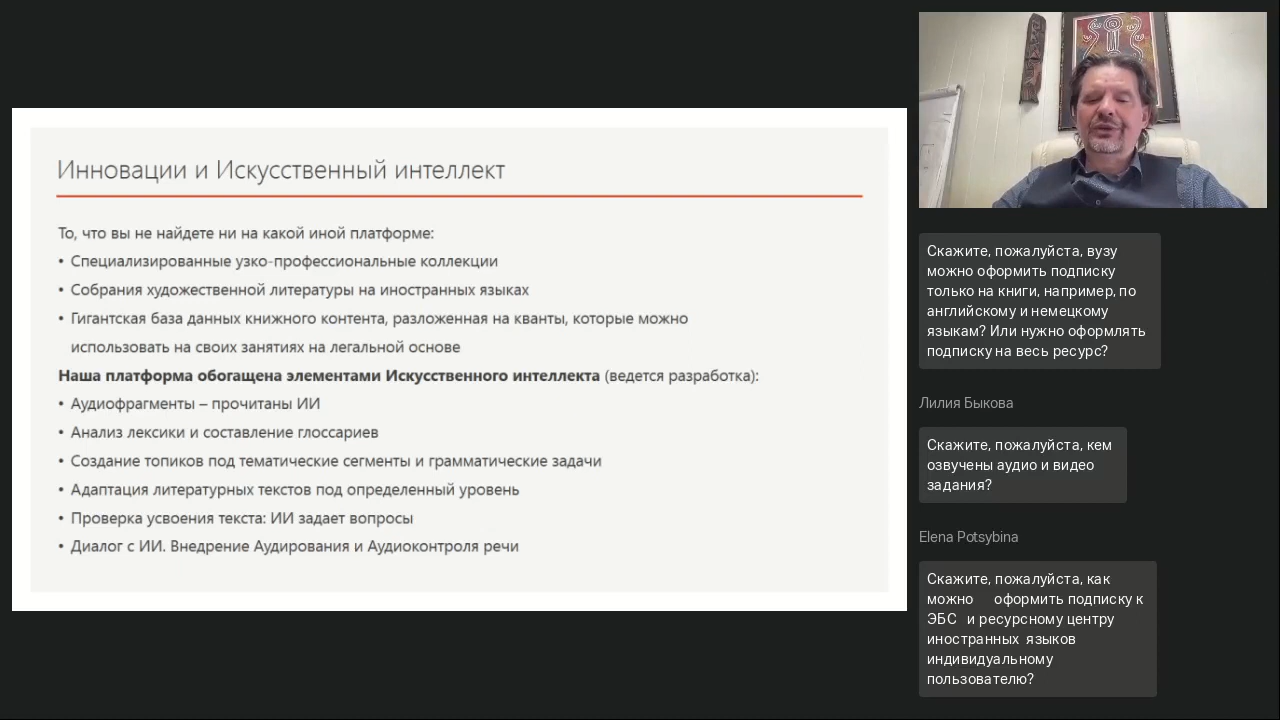 Инновации и Искусственный интеллект
То, что вы не найдете ни на какой иной платформе:
• Специализированные узко-профессиональные коллекции
• Собрания художественной литературы на иностранных языках
• Гигантская база данных книжного контента, разложенная на кванты, которые можно
использовать на своих занятиях на легальной основе
Наша платформа обогащена элементами Искусственного интеллекта (ведется разработка):
• Аудиофрагменты – прочитаны ИИ
• Анализ лексики и составление глоссариев
• Создание топиков под тематические сегменты и грамматические задачи
• Адаптация литературных текстов под определенный уровень
• Проверка усвоения текста: ИИ задает вопросы
• Диалог с ИИ. Внедрение Аудирования и Аудиоконтроля речи
Скажите, пожалуйста, вузу
можно оформить подписку
только на книги, например, по
английскому и немецкому
языкам? Или нужно оформлять
подписку на весь ресурс?
Лилия Быкова
Скажите, пожалуйста, кем
озвучены аудио и видео
задания?
Elena Potsybina
Скажите, пожалуйста, как
можно оформить подписку к
ЭБС и ресурсному центру
иностранных языков
индивидуальному
пользователю?